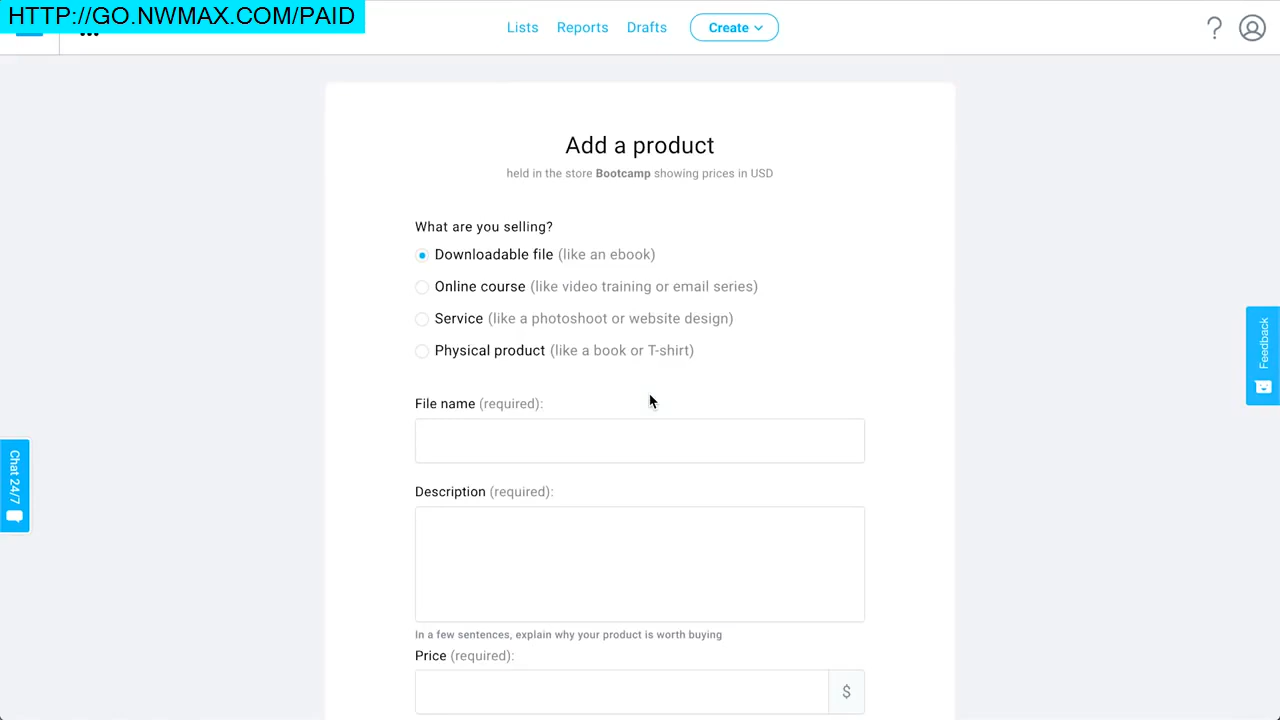 HTTP://GO.NWMAX.COM/PAID
Lists Reports Drafts Create
Add a product
held in the store Bootcamp showing prices in USD
What are you selling?
Downloadable file (like an ebook)
Online course (like video training or email series)
Service (like a photoshoot or website design)
Physical product (like a book or T-shirt)
Feedback
File name (required):
Chat 24/7
Description (required):
In a few sentences, explain why your product is worth buying
Price (required):
$